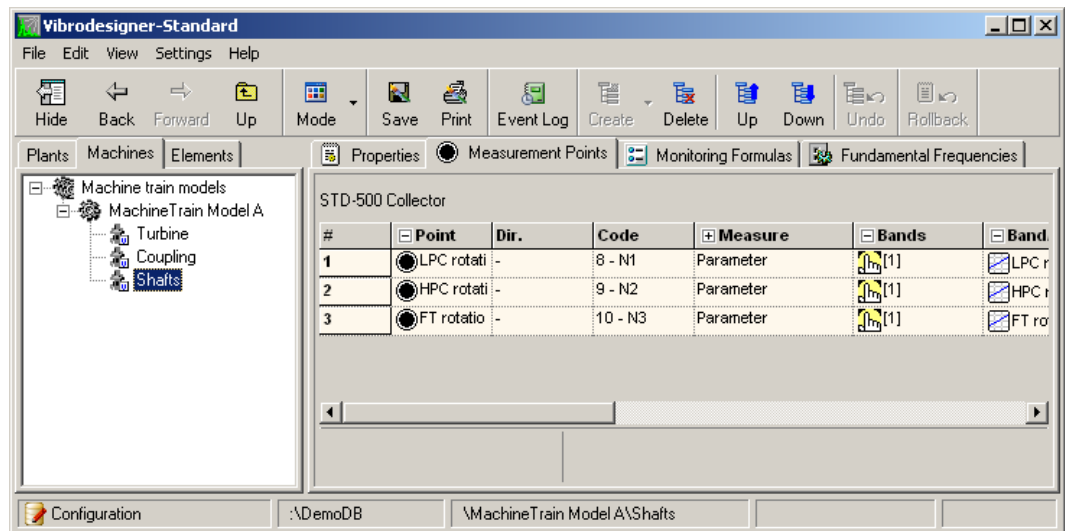 Vibrodesigner-Standard
File Edit View Settings Help
Hide Back Forward Up Mode Save Print Event Log Create Delete Up Down Undo Rollback
Plants Machines Elements Properties Measurement Points Monitoring Formulas Fundamental Frequencies
Machine train models
MachineTrain Model A
Turbine
Coupling
Shafts
STD-500 Collector
# Point Dir. Code Measure Bands Band.
1 LPC rotati - 8 - N1 Parameter [1] LPC r
2 HPC rotati - 9 - N2 Parameter [1] HPC r
3 FT rotatio - 10 - N3 Parameter [1] FT ro
Configuration :\DemoDB \MachineTrain Model A\Shafts